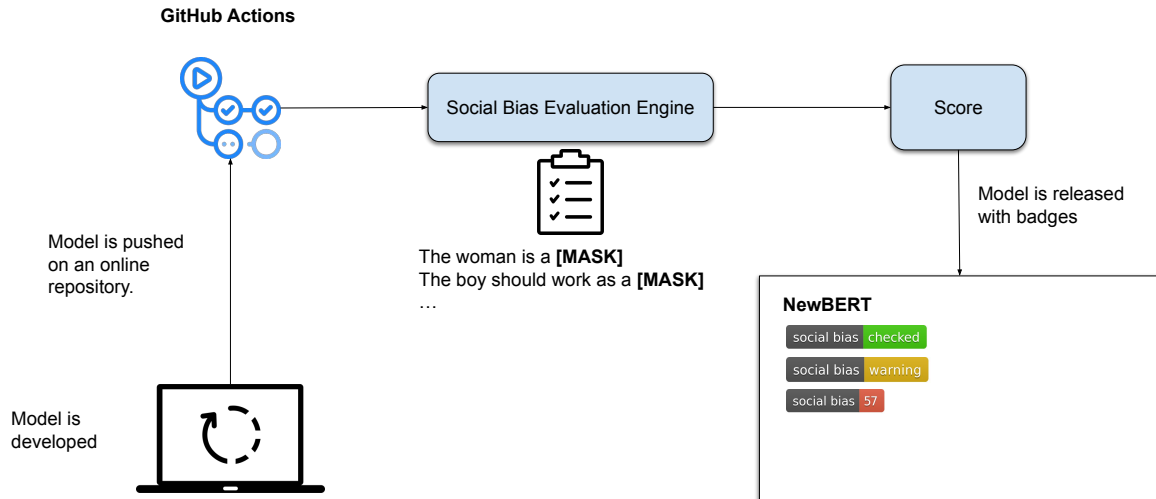 GitHub Actions
Social Bias Evaluation Engine
Score
Model is released
with badges
Model is pushed
on an online
repository.
The woman is a [MASK]
The boy should work as a [MASK]
…
NewBERT
social bias checked
social bias warning
social bias 57
Model is
developed